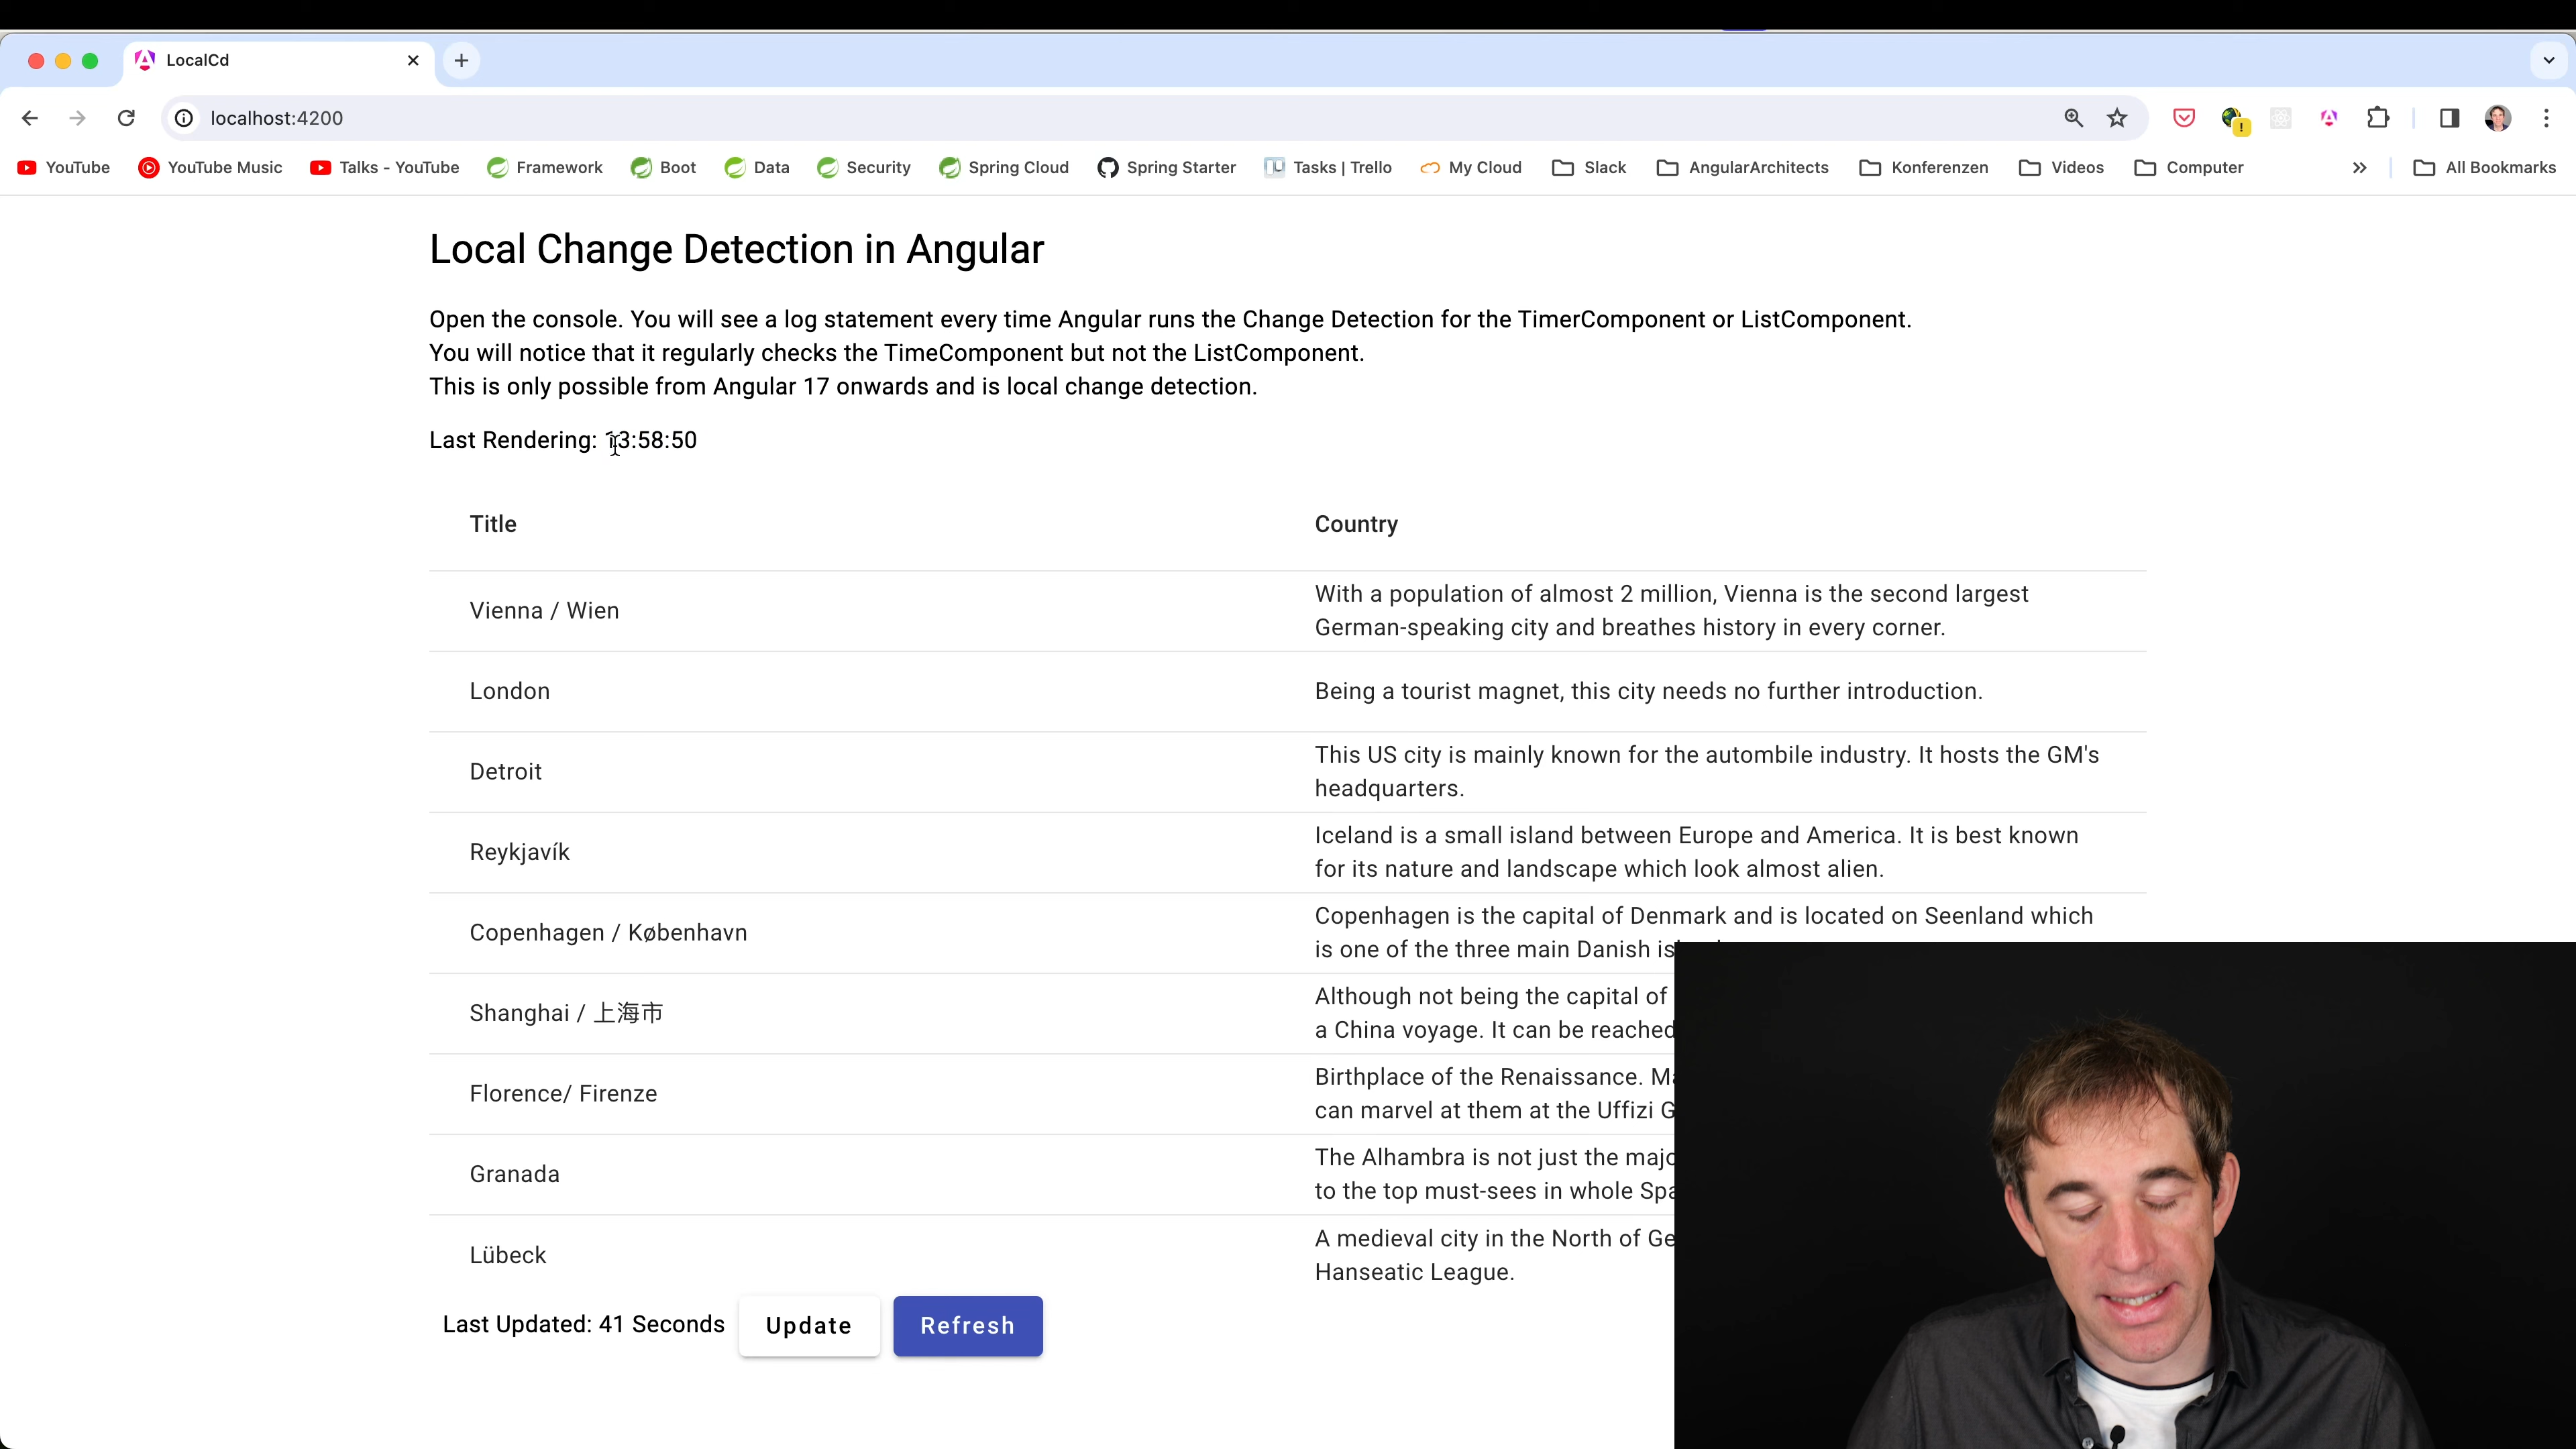 LocalCd
localhost:4200
YouTube YouTube Music Talks - YouTube Framework Boot Data Security Spring Cloud Spring Starter Tasks | Trello My Cloud Slack AngularArchitects Konferenzen Videos Computer » All Bookmarks
Local Change Detection in Angular
Open the console. You will see a log statement every time Angular runs the Change Detection for the TimerComponent or ListComponent.
You will notice that it regularly checks the TimeComponent but not the ListComponent.
This is only possible from Angular 17 onwards and is local change detection.
Last Rendering: 13:58:50
Title Country
Vienna / Wien
With a population of almost 2 million, Vienna is the second largest
German-speaking city and breathes history in every corner.
London
Being a tourist magnet, this city needs no further introduction.
Detroit
This US city is mainly known for the autombile industry. It hosts the GM's
headquarters.
Reykjavík
Iceland is a small island between Europe and America. It is best known
for its nature and landscape which look almost alien.
Copenhagen / København
Copenhagen is the capital of Denmark and is located on Seenland which
is one of the three main Danish
Shanghai / 上海市
Although not being the capital of
a China voyage. It can be reached
Florence/ Firenze
Birthplace of the Renaissance.
can marvel at them at the Uffizi
Granada
The Alhambra is not just the
to the top must-sees in whole
Lübeck
A medieval city in the North of
Hanseatic League.
Last Updated: 41 Seconds Update Refresh